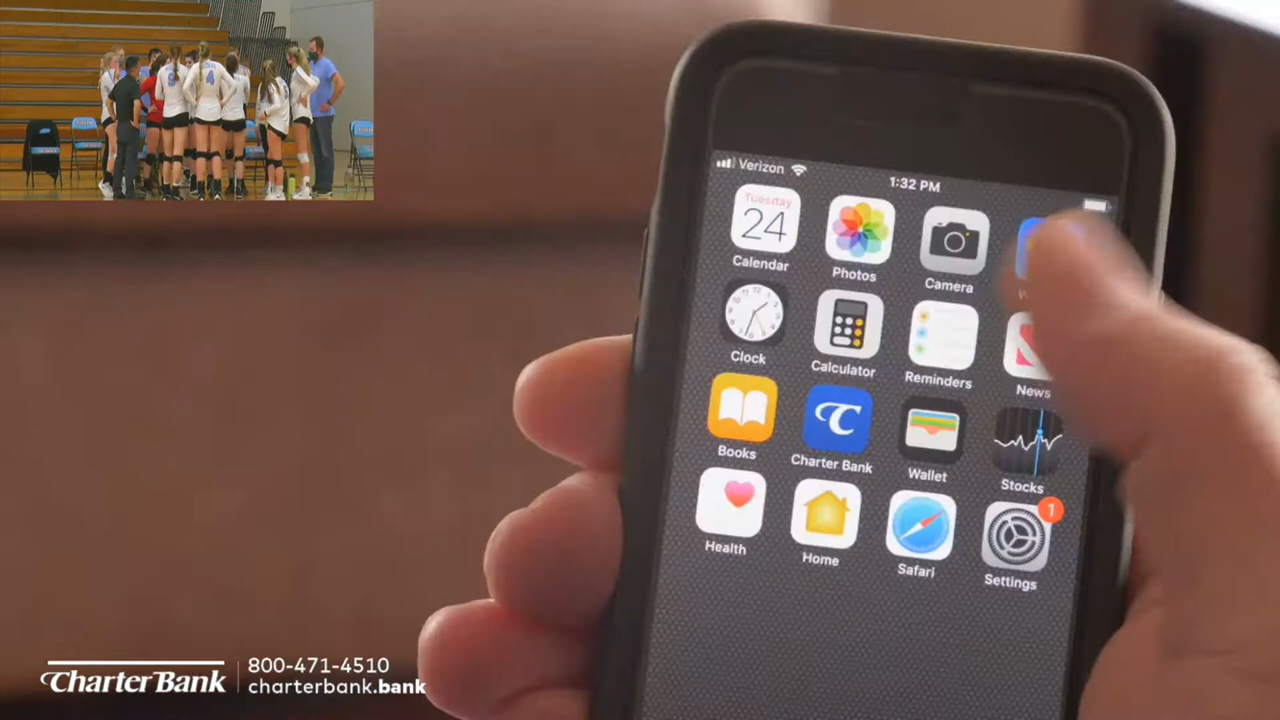 4
Verizon
1:32 PM
Tuesday
24
Calendar
Photos
Camera
Clock
Calculator
Reminders
News
Books
Charter Bank
Wallet
Stocks
Health
Home
Safari
1
Settings
Charter Bank
800-471-4510
charterbank.bank